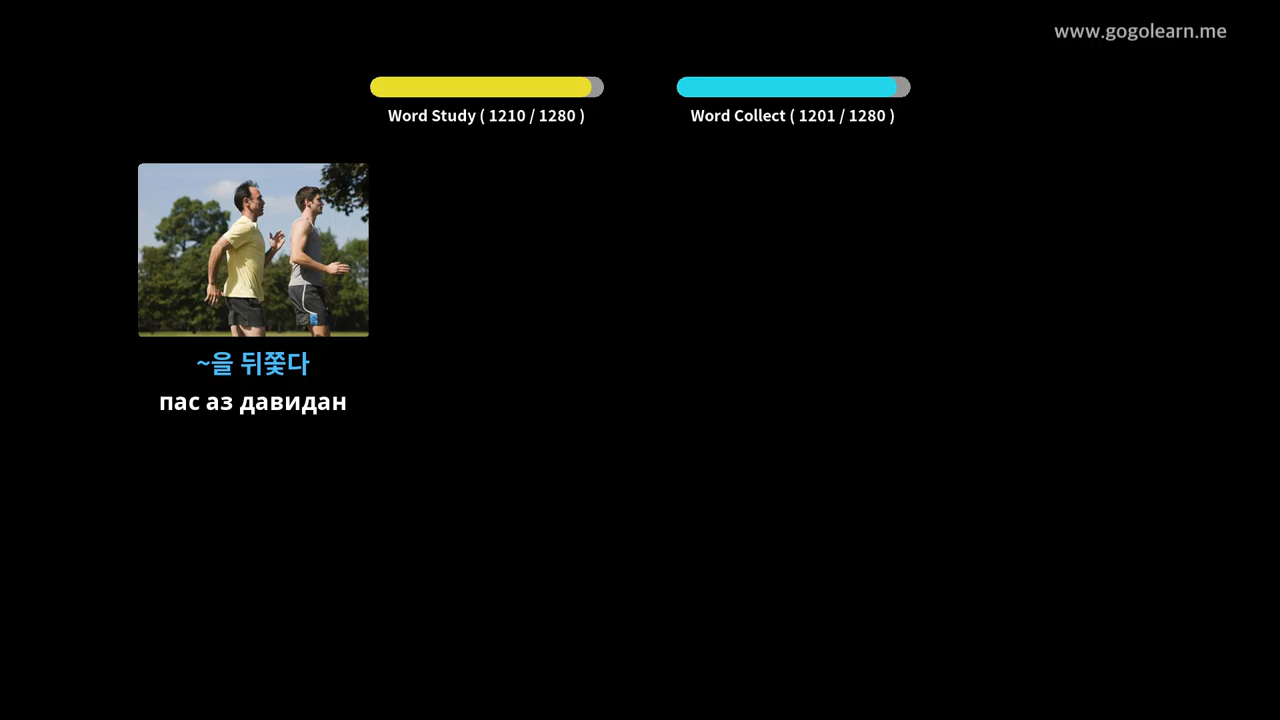 www.gogolearn.me
Word Study ( 1210 / 1280 )
Word Collect ( 1201 / 1280 )
~을 뒤쫓다
пас аз давидан